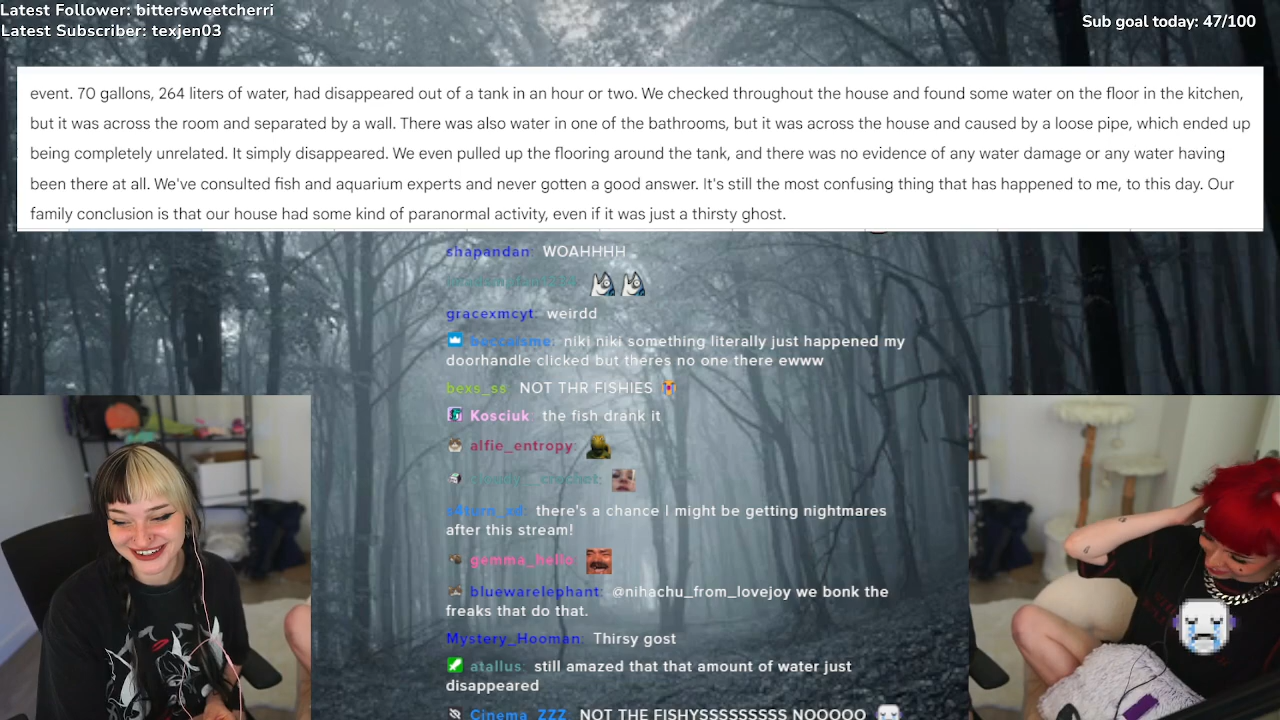 Latest Follower: bittersweetcherri
Latest Subscriber: texjen03
Sub goal today: 47/100
event. 70 gallons, 264 liters of water, had disappeared out of a tank in an hour or two. We checked throughout the house and found some water on the floor in the kitchen,
but it was across the room and separated by a wall. There was also water in one of the bathrooms, but it was across the house and caused by a loose pipe, which ended up
being completely unrelated. It simply disappeared. We even pulled up the flooring around the tank, and there was no evidence of any water damage or any water having
been there at all. We've consulted fish and aquarium experts and never gotten a good answer. It's still the most confusing thing that has happened to me, to this day. Our
family conclusion is that our house had some kind of paranormal activity, even if it was just a thirsty ghost.
shapandan: WOAHHHH
gracexmcyt: weirdd
niki niki something literally just happened my
doorhandle clicked but theres no one there ewww
bexs_ss: NOT THR FISHIES
Kosciuk: the fish drank it
alfie_entropy:
there's a chance I might be getting nightmares
after this stream!
gemma_hello:
bluewarelephant: @nihachu_from_lovejoy we bonk the
freaks that do that.
Mystery_Hooman: Thirsy gost
atallus: still amazed that that amount of water just
disappeared
Cinema_ZZZ: NOT THE FISHYSSSSSSSSS NOOOOO